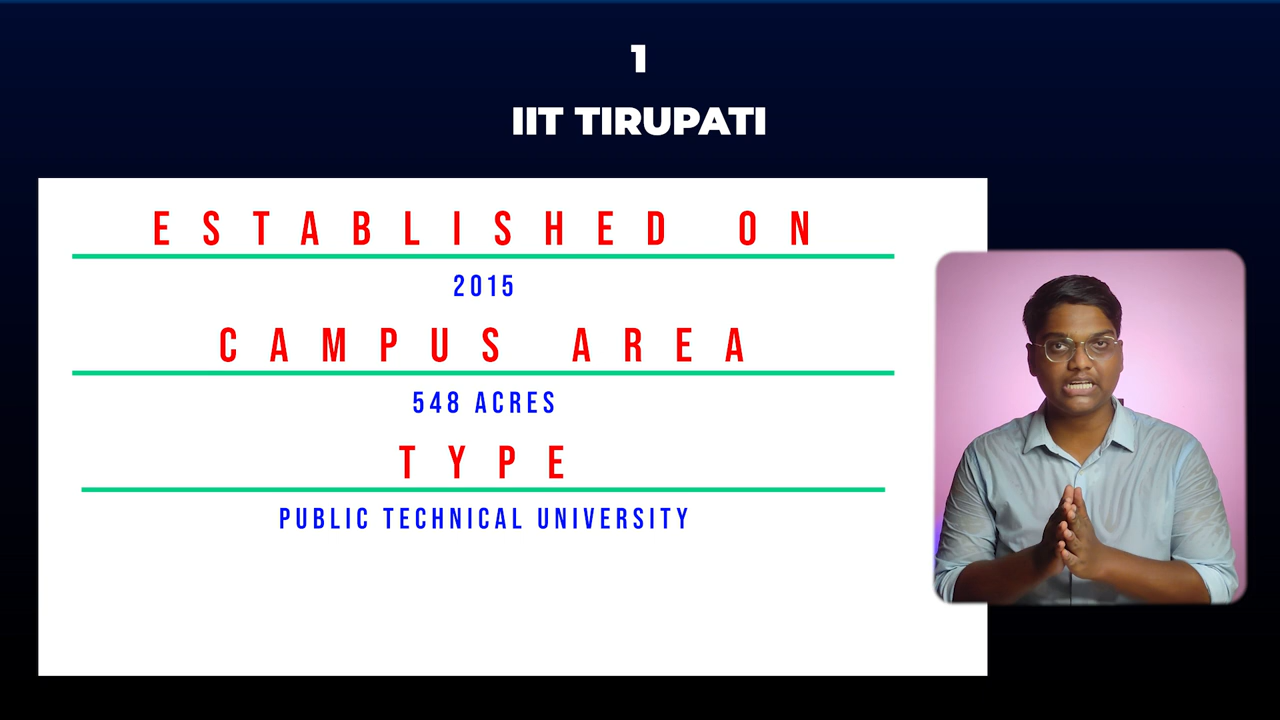 1
IIT TIRUPATI
ESTABLISHED ON
2015
CAMPUS AREA
548 ACRES
TYPE
PUBLIC TECHNICAL UNIVERSITY